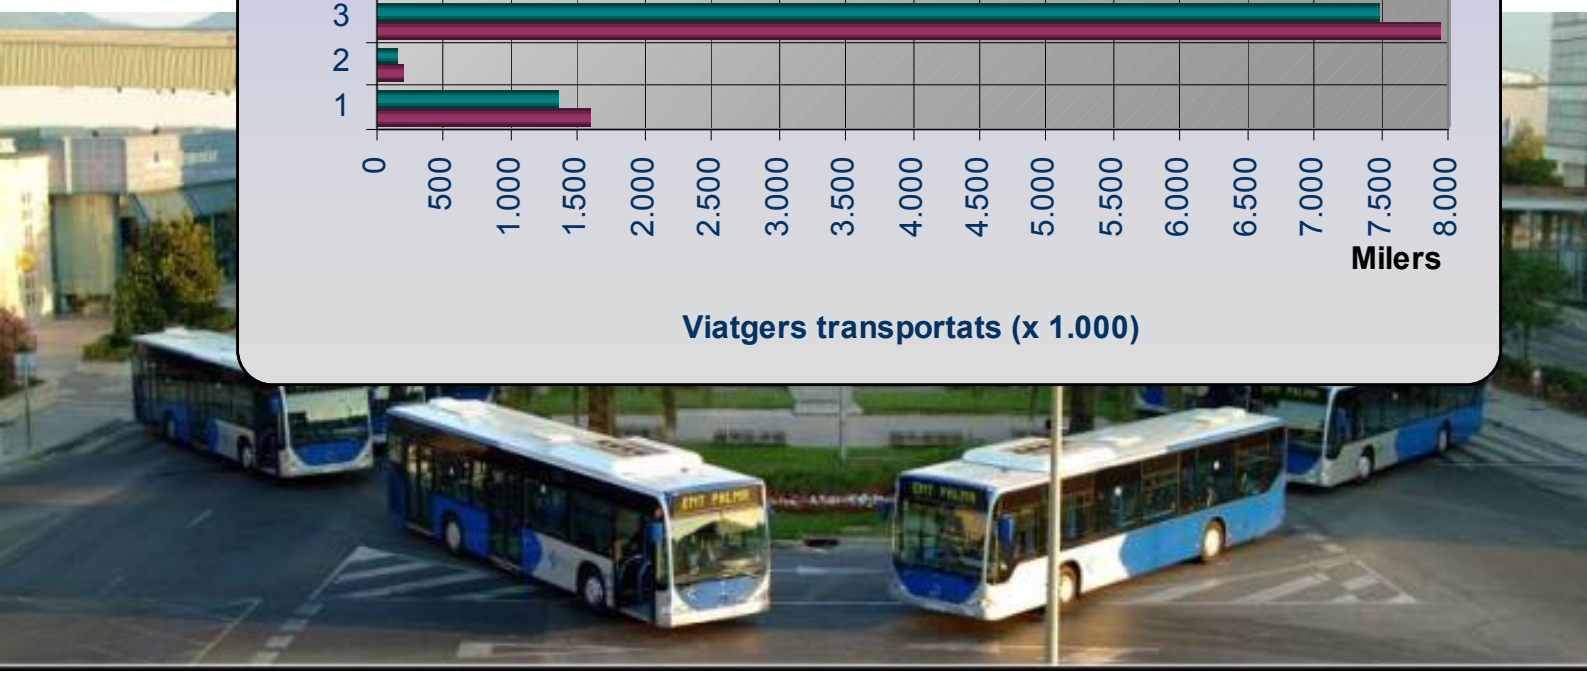 3
2
1
0 500 1.000 1.500 2.000 2.500 3.000 3.500 4.000 4.500 5.000 5.500 6.000 6.500 7.000 7.500 8.000
Milers
Viatgers transportats (x 1.000)
EMT PALMA
EMT PALMA